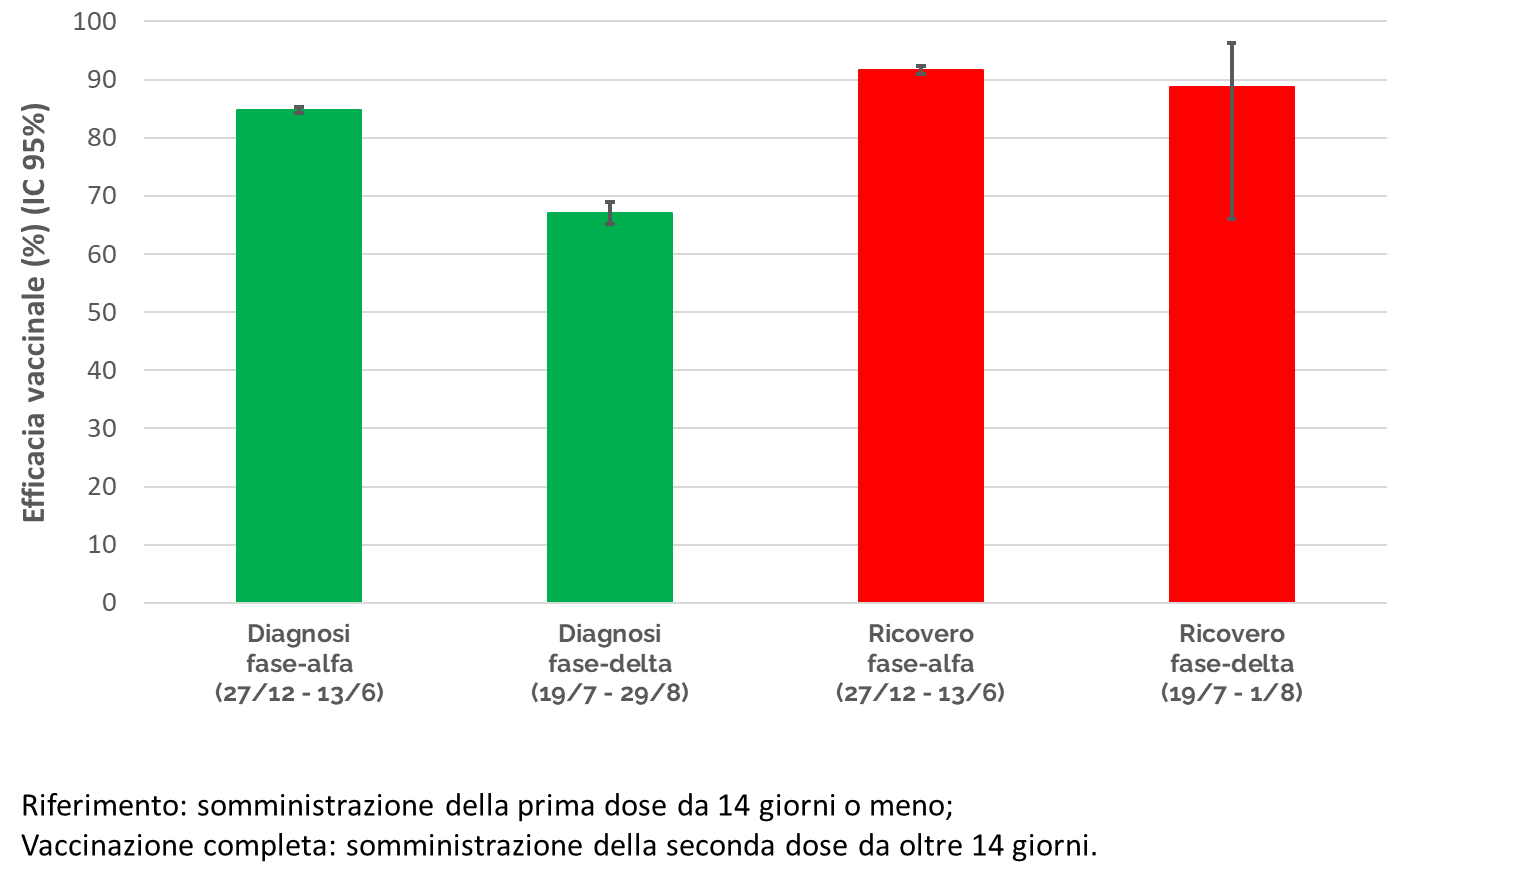 Efficacia vaccinale (%) (IC 95%)
100
90
80
70
60
50
40
30
20
10
0
Diagnosi
fase-alfa
(27/12 - 13/6)
Diagnosi
fase-delta
(19/7 - 29/8)
Ricovero
fase-alfa
(27/12 - 13/6)
Ricovero
fase-delta
(19/7 - 1/8)
Riferimento: somministrazione della prima dose da 14 giorni o meno;
Vaccinazione completa: somministrazione della seconda dose da oltre 14 giorni.